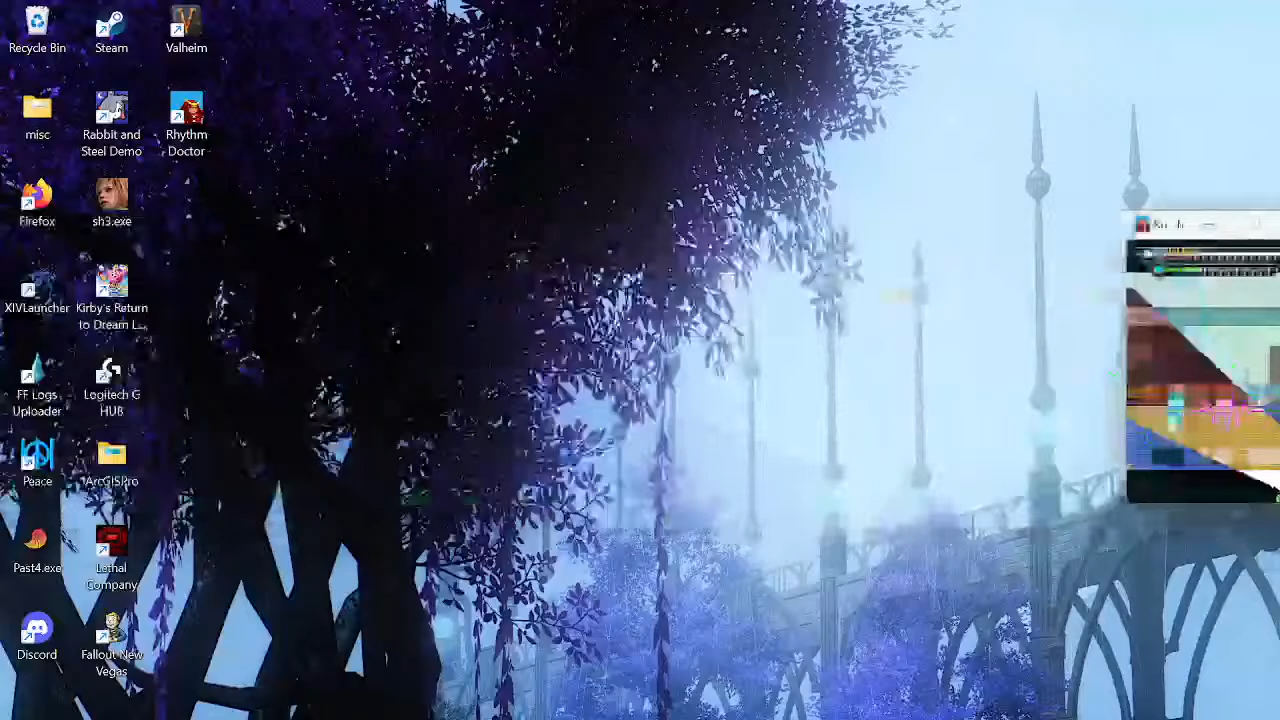 Recycle Bin
Steam
Valheim
misc
Rabbit and
Steel Demo
Rhythm
Doctor
Firefox
sh3.exe
XIVLauncher
Kirby's Return
to Dream L...
FF Logs
Uploader
Logitech G
HUB
Peace
ArcGISPro
Past4.exe
Lethal
Company
Discord
Fallout New
Vegas